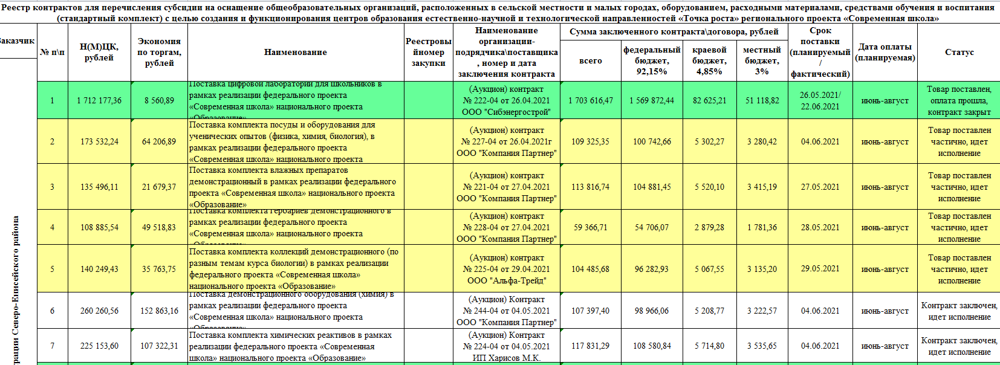 Реестр контрактов для перечисления субсидии на оснащение общеобразовательных организаций, расположенных в сельской местности и малых городах, оборудованием, расходными материалами, средствами обучения и воспитания
(стандартный комплект) с целью создания и функционирования центров образования естественно-научной и технологической направленностей «Точка роста» регионального проекта «Современная школа»
Заказчик
№ п\п
Н(М)ЦК,
рублей
Экономия
по торгам,
рублей
Наименование
Реестровы
йномер
закупки
Наименование
организации-
подрядчика\поставщика
, номер и дата
заключения контракта
Сумма заключенного контракта\договора, рублей
всего
федеральный
бюджет,
92,15%
краевой
бюджет,
4,85%
местный
бюджет,
3%
Срок
поставки
(планируемый
/
фактический)
Дата оплаты
(планируемая)
Статус
1
1 712 177,36
8 560,89
Поставка цифровой лаборатории для школьников в
рамках реализации федерального проекта
«Современная школа» национального проекта
«Образование»
(Аукцион) контракт
№ 222-04 от 26.04.2021
ООО "Сибэнергострой"
1 703 616,47
1 569 872,44
82 625,21
51 118,82
26.05.2021/
22.06.2021
июнь-август
Товар поставлен,
оплата прошла,
контракт закрыт
2
173 532,24
64 206,89
Поставка комплекта посуды и оборудования для
ученических опытов (физика, химия, биология), в
рамках реализации федерального проекта
«Современная школа» национального проекта
(Аукцион) контракт
№ 227-04 от 26.04.2021г
ООО "Компания Партнер"
109 325,35
100 742,66
5 302,27
3 280,42
04.06.2021
июнь-август
Товар поставлен
частично, идет
исполнение
3
135 496,11
21 679,37
Поставка комплекта влажных препаратов
демонстрационный в рамках реализации федерального
проекта «Современная школа» национального проекта
«Образование»
(Аукцион) контракт
№ 221-04 от 27.04.2021
ООО "Компания Партнер"
113 816,74
104 881,45
5 520,10
3 415,19
27.05.2021
июнь-август
Товар поставлен
частично, идет
исполнение
4
108 885,54
49 518,83
Поставка комплекта гербариев демонстрационного в
рамках реализации федерального проекта
«Современная школа» национального проекта
«Образование»
(Аукцион) контракт
№ 228-04 от 27.04.2021
ООО "Компания Партнер"
59 366,71
54 706,07
2 879,28
1 781,36
28.05.2021
июнь-август
Товар поставлен
частично, идет
исполнение
5
140 249,43
35 763,75
Поставка комплекта коллекций демонстрационного (по
разным темам курса биологии) в рамках реализации
федерального проекта «Современная школа»
национального проекта «Образование»
(Аукцион) контракт
№ 225-04 от 29.04.2021
ООО "Альфа-Трейд"
104 485,68
96 282,93
5 067,55
3 135,20
29.05.2021
июнь-август
Товар поставлен
частично, идет
исполнение
6
260 260,56
152 863,16
Поставка демонстрационного оборудования (химия) в
рамках реализации федерального проекта
«Современная школа» национального проекта
«Образование»
(Аукцион) Контракт
№ 244-04 от 04.05.2021
ООО "Компания Партнер"
107 397,40
98 966,06
5 208,77
3 222,57
04.06.2021
июнь-август
Контракт заключен,
идет исполнение
7
225 153,60
107 322,31
Поставка комплекта химических реактивов в рамках
реализации федерального проекта «Современная
школа» национального проекта «Образование»
(Аукцион) Контракт
№ 224-04 от 04.05.2021
ИП Харисов М.К.
117 831,29
108 580,84
5 714,80
3 535,65
04.06.2021
июнь-август
Контракт заключен,
идет исполнение
Северо-Енисейского района